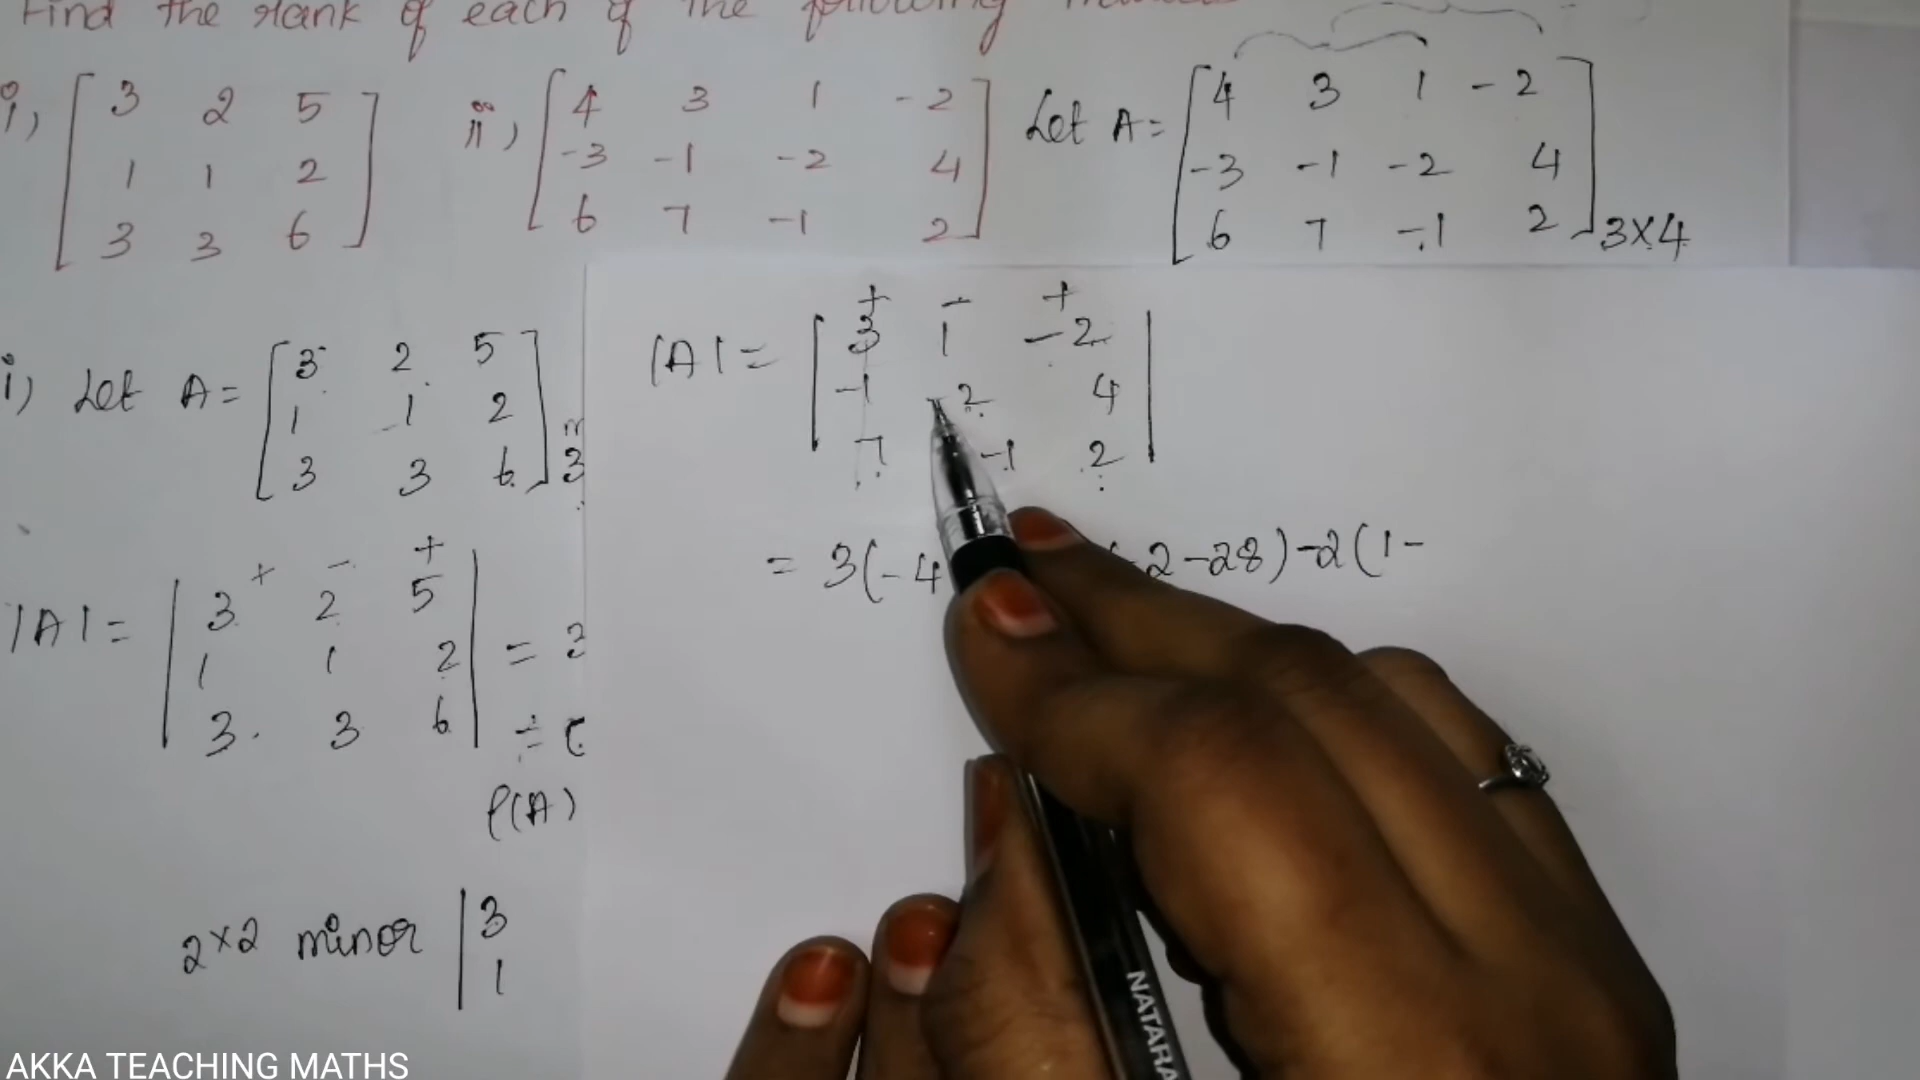 Find the rank of each of the following
i, [ 3 2 5
1 1 2
3 3 6 ]
ii, [ 4 3 1 -2
-3 -1 -2 4
6 7 -1 2 ]
Let A = [ 4 3 1 -2
-3 -1 -2 4
6 7 -1 2 ] 3×4
i) Let A = [ 3 2 5
1 1 2
3 3 6 ] 3
|A| = | 3 2 5
1 1 2
3 3 6 | = 3
+ - +
ρ(A)
2×2 minor | 3
1
+ - +
|A| = | 3 1 -2
-1 -2 4
7 -1 2 |
= 3(-4 -2-28)-2(1-
NATARA
AKKA TEACHING MATHS